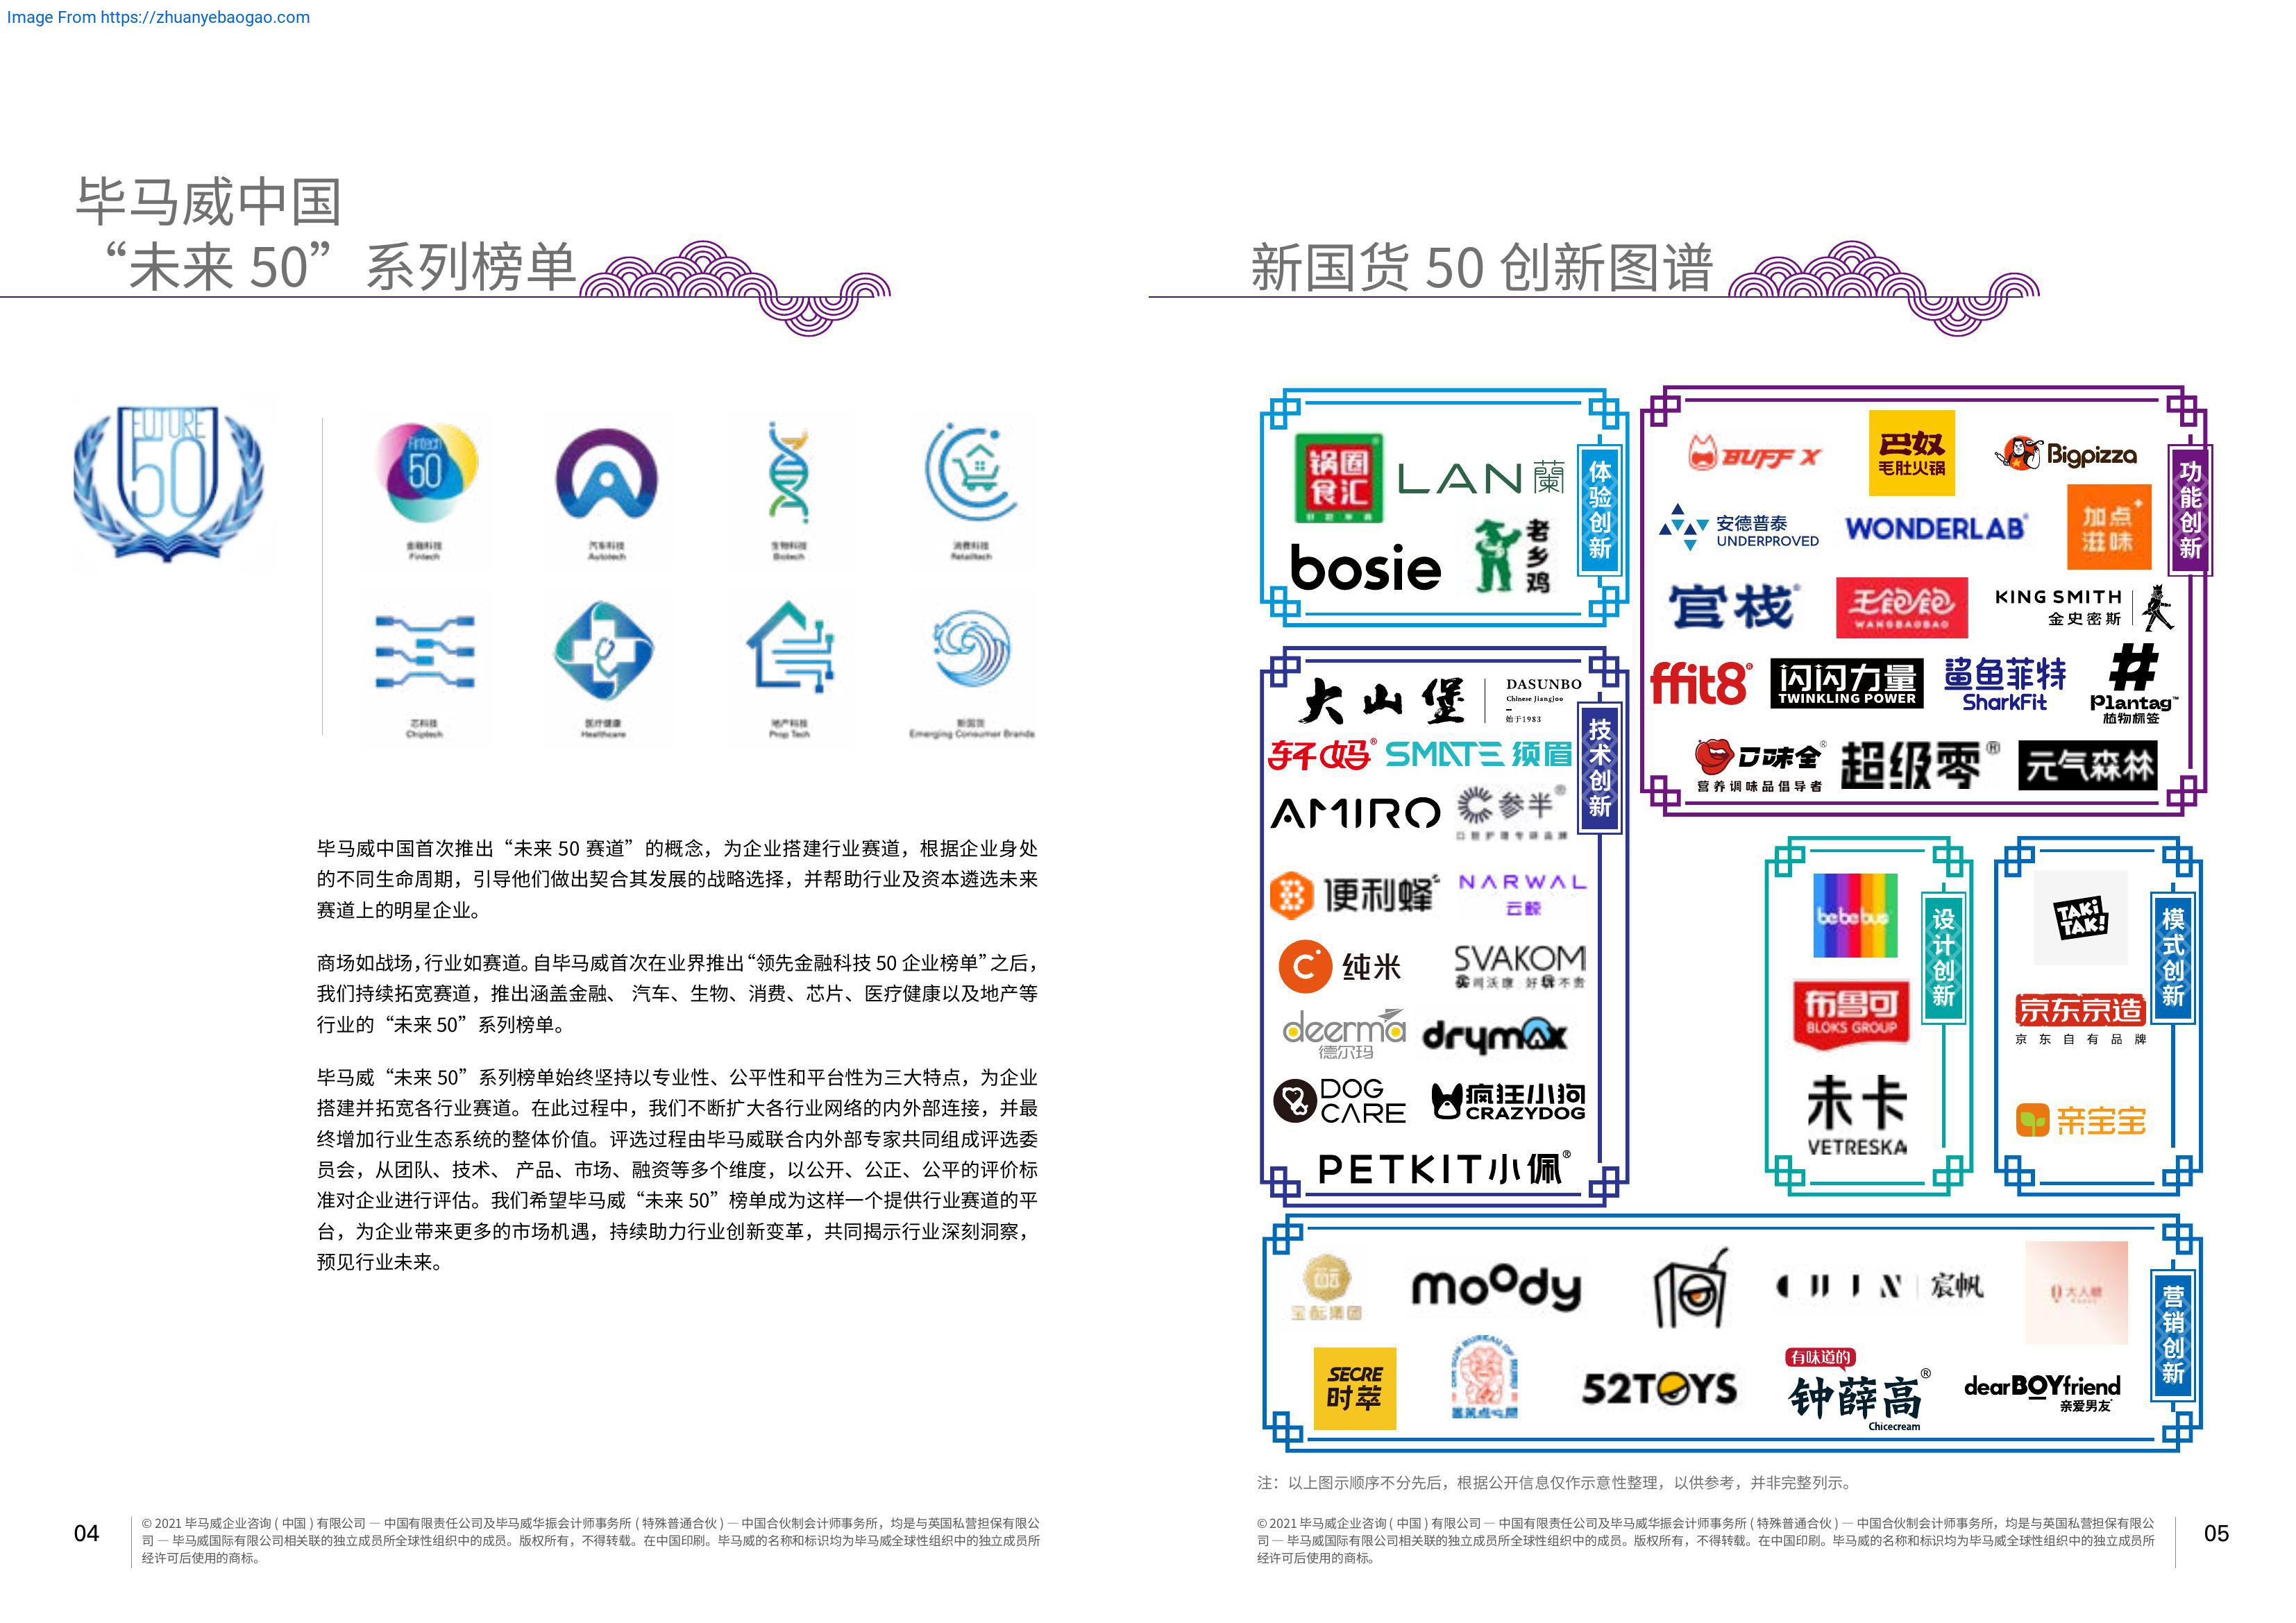 Image From https://zhuanyebaogao.com
毕马威中国
“未来 50”系列榜单
FUTURE
50
Fintech
50
金融科技
Fintech
汽车科技
Autotech
生物科技
Biotech
消费科技
Retailtech
芯科技
Chiptech
医疗健康
Healthcare
地产科技
Prop Tech
新国货
Emerging Consumer Brands
毕马威中国首次推出“未来 50 赛道”的概念，为企业搭建行业赛道，根据企业身处
的不同生命周期，引导他们做出契合其发展的战略选择，并帮助行业及资本遴选未来
赛道上的明星企业。
商场如战场，行业如赛道。自毕马威首次在业界推出“领先金融科技 50 企业榜单”之后，
我们持续拓宽赛道，推出涵盖金融、 汽车、生物、消费、芯片、医疗健康以及地产等
行业的“未来 50”系列榜单。
毕马威“未来 50”系列榜单始终坚持以专业性、公平性和平台性为三大特点，为企业
搭建并拓宽各行业赛道。在此过程中，我们不断扩大各行业网络的内外部连接，并最
终增加行业生态系统的整体价值。评选过程由毕马威联合内外部专家共同组成评选委
员会，从团队、技术、 产品、市场、融资等多个维度，以公开、公正、公平的评价标
准对企业进行评估。我们希望毕马威“未来 50”榜单成为这样一个提供行业赛道的平
台，为企业带来更多的市场机遇，持续助力行业创新变革，共同揭示行业深刻洞察，
预见行业未来。
04
© 2021 毕马威企业咨询 ( 中国 ) 有限公司 — 中国有限责任公司及毕马威华振会计师事务所 ( 特殊普通合伙 ) — 中国合伙制会计师事务所，均是与英国私营担保有限公
司 — 毕马威国际有限公司相关联的独立成员所全球性组织中的成员。版权所有，不得转载。在中国印刷。毕马威的名称和标识均为毕马威全球性组织中的独立成员所
经许可后使用的商标。
新国货 50 创新图谱
体验创新
锅圈
食汇
LAN 蘭
bosie
老乡鸡
功能创新
BUFF X
巴奴
毛肚火锅
Bigpizza
安德普泰
UNDERPROVED
WONDERLAB
加点
滋味
官栈
王饱饱
WANGBAOBAO
KING SMITH
金史密斯
ffit8
闪闪力量
TWINKLING POWER
鲨鱼菲特
SharkFit
#
Plantag™
植物标签
口味全
营养调味品倡导者
超级零
元气森林
技术创新
大山堡
DASUNBO
Chinese Jiangjoo
始于1983
轩妈
SMATE 须眉
AMIRO
参半
口腔护理专研品牌
便利蜂
NARWAL
云鲸
纯米
SVAKOM
deerma
德尔玛
drymax
DOG
CARE
疯狂小狗
CRAZYDOG
PETKIT小佩
设计创新
bebebus
布鲁可
BLOKS GROUP
未卡
VETRESKA
模式创新
TAKI
TAK!
京东京造
京东自有品牌
亲宝宝
营销创新
宝酝集团
moody
宸帆
大人糖
SECRE
时萃
52TOYS
有味道的
钟薛高
Chicecream
dearBOYfriend
亲爱男友
注：以上图示顺序不分先后，根据公开信息仅作示意性整理，以供参考，并非完整列示。
© 2021 毕马威企业咨询 ( 中国 ) 有限公司 — 中国有限责任公司及毕马威华振会计师事务所 ( 特殊普通合伙 ) — 中国合伙制会计师事务所，均是与英国私营担保有限公
司 — 毕马威国际有限公司相关联的独立成员所全球性组织中的成员。版权所有，不得转载。在中国印刷。毕马威的名称和标识均为毕马威全球性组织中的独立成员所
经许可后使用的商标。
05